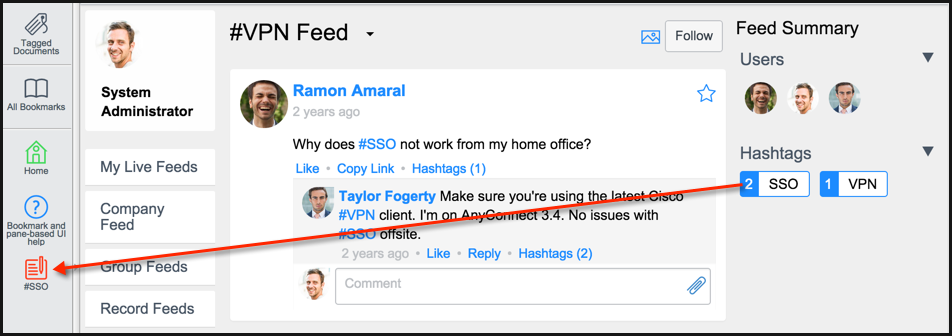 Tagged
Documents
All Bookmarks
Home
Bookmark and
pane-based UI
help
#SSO
System
Administrator
My Live Feeds
Company
Feed
Group Feeds
Record Feeds
#VPN Feed
Follow
Ramon Amaral
2 years ago
Why does #SSO not work from my home office?
Like • Copy Link • Hashtags (1)
Taylor Fogerty Make sure you're using the latest Cisco
#VPN client. I'm on AnyConnect 3.4. No issues with
#SSO offsite.
2 years ago • Like • Reply • Hashtags (2)
Comment
Feed Summary
Users
Hashtags
2 SSO 1 VPN